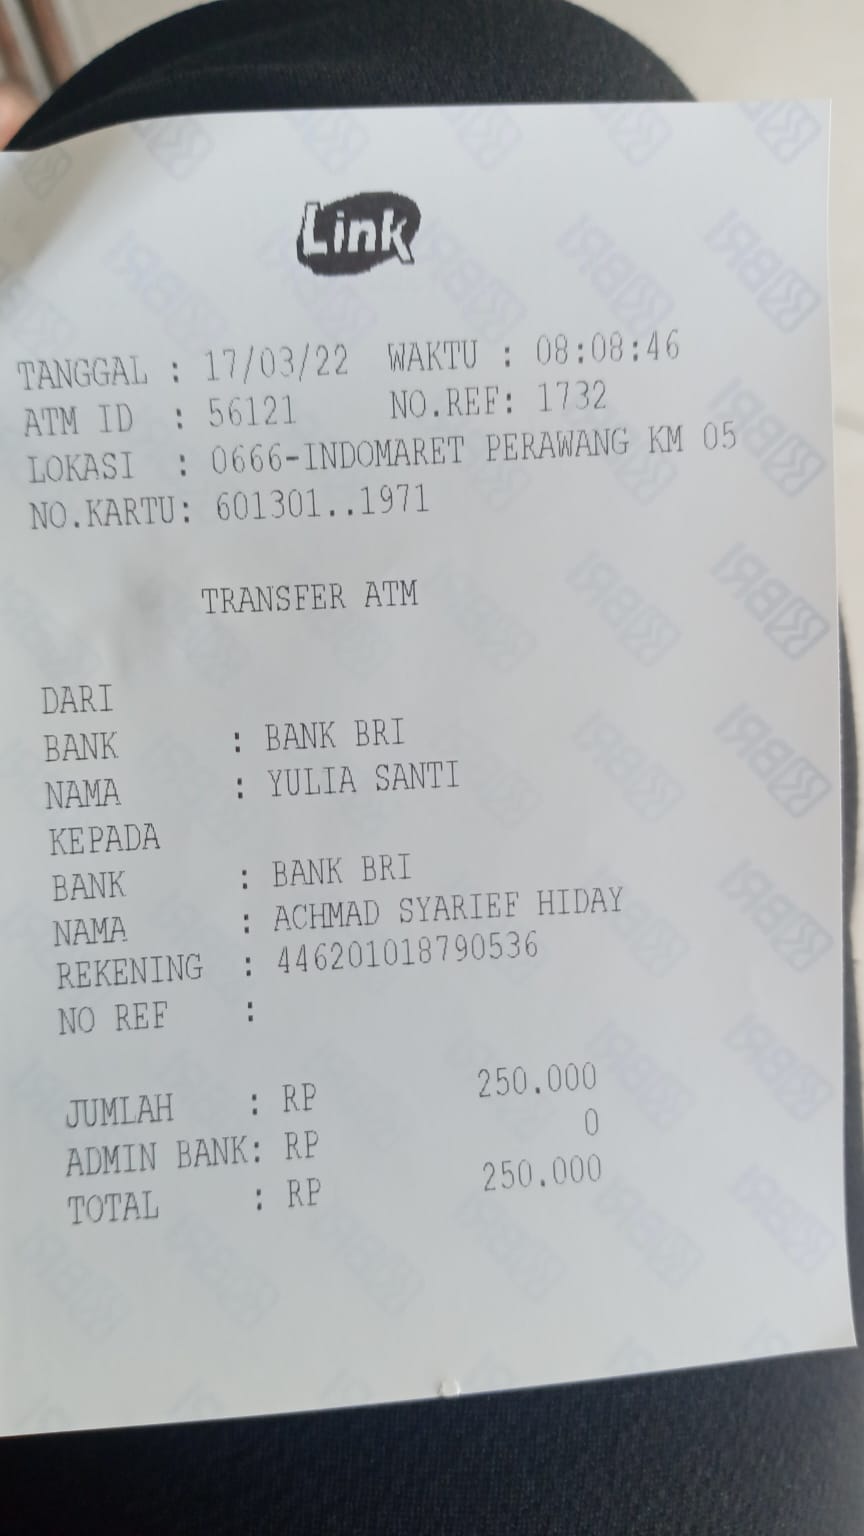 Link
TANGGAL : 17/03/22 WAKTU : 08:08:46
ATM ID : 56121 NO.REF: 1732
LOKASI : 0666-INDOMARET PERAWANG KM 05
NO.KARTU: 601301..1971
TRANSFER ATM
DARI
BANK : BANK BRI
NAMA : YULIA SANTI
KEPADA
BANK : BANK BRI
NAMA : ACHMAD SYARIEF HIDAY
REKENING : 446201018790536
NO REF :
JUMLAH : RP 250.000
ADMIN BANK: RP 0
TOTAL : RP 250.000